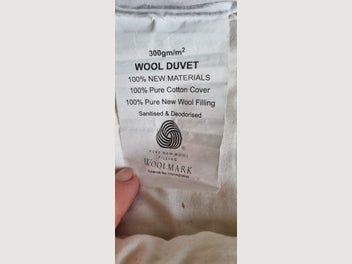 300gm/m²
WOOL DUVET
100% NEW MATERIALS
100% Pure Cotton Cover
100% Pure New Wool Filling
Sanitised & Deodorised
®
PURE NEW WOOL
FILLING
WOOLMARK